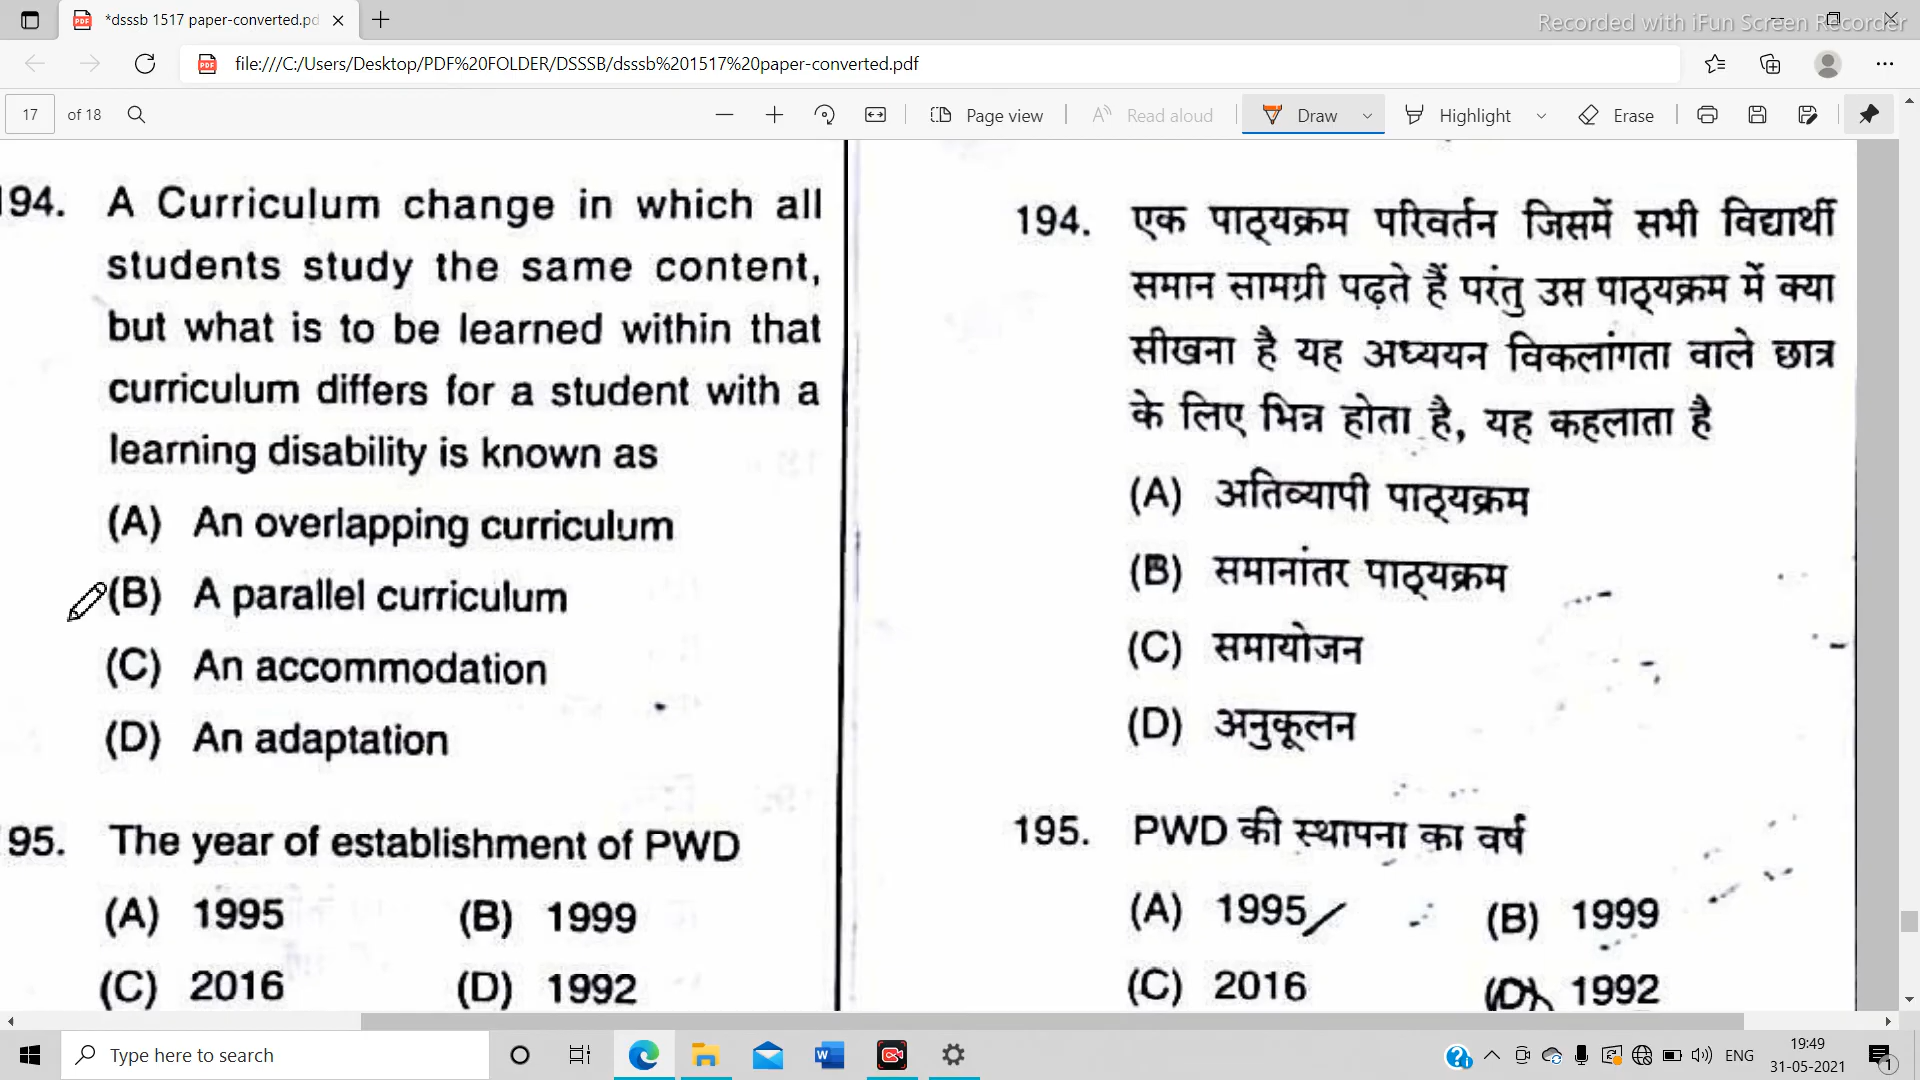 *dsssb 1517 paper-converted.pd
Recorded with iFun Screen Recorder
file:///C:/Users/Desktop/PDF%20FOLDER/DSSSB/dsssb%201517%20paper-converted.pdf
17 of 18
Page view
Read aloud
Draw
Highlight
Erase
194. A Curriculum change in which all
students study the same content,
but what is to be learned within that
curriculum differs for a student with a
learning disability is known as
(A) An overlapping curriculum
(B) A parallel curriculum
(C) An accommodation
(D) An adaptation
95. The year of establishment of PWD
(A) 1995 (B) 1999
(C) 2016 (D) 1992
194. एक पाठ्यक्रम परिवर्तन जिसमें सभी विद्यार्थी
समान सामग्री पढ़ते हैं परंतु उस पाठ्यक्रम में क्या
सीखना है यह अध्ययन विकलांगता वाले छात्र
के लिए भिन्न होता है, यह कहलाता है
(A) अतिव्यापी पाठ्यक्रम
(B) समानांतर पाठ्यक्रम
(C) समायोजन
(D) अनुकूलन
195. PWD की स्थापना का वर्ष
(A) 1995 (B) 1999
(C) 2016 (D) 1992
Type here to search
ENG
19:49
31-05-2021
1